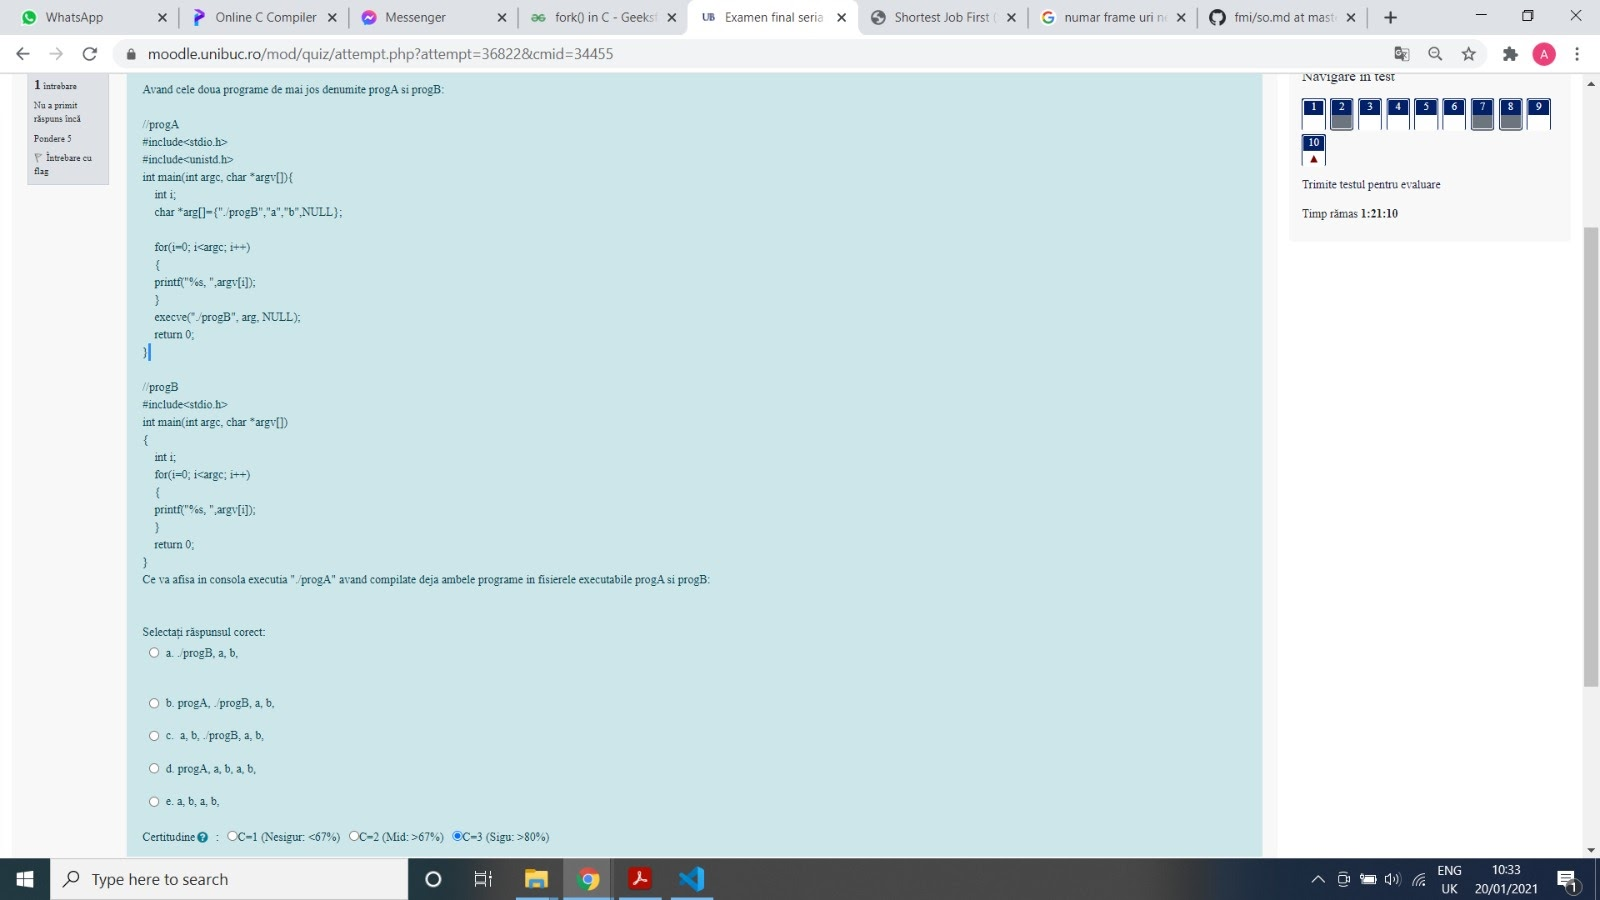 WhatsApp
Online C Compiler
Messenger
fork() in C - Geeks
Examen final seria
Shortest Job First
numar frame uri
fmi/so.md at mast
moodle.unibuc.ro/mod/quiz/attempt.php?attempt=36822&cmid=34455
A
1 întrebare
Nu a primit
răspuns încă
Pondere 5
Întrebare cu
flag
Avand cele doua programe de mai jos denumite progA si progB:
//progA
#include<stdio.h>
#include<unistd.h>
int main(int argc, char *argv[]){
int i;
char *arg[]={"./progB","a","b",NULL};
for(i=0; i<argc; i++)
{
printf("%s, ",argv[i]);
}
execve("./progB", arg, NULL);
return 0;
}
//progB
#include<stdio.h>
int main(int argc, char *argv[])
{
int i;
for(i=0; i<argc; i++)
{
printf("%s, ",argv[i]);
}
return 0;
}
Ce va afisa in consola executia "./progA" avand compilate deja ambele programe in fisierele executabile progA si progB:
Selectați răspunsul corect:
a. ./progB, a, b,
b. progA, ./progB, a, b,
c. a, b, ./progB, a, b,
d. progA, a, b, a, b,
e. a, b, a, b,
Certitudine ? : C=1 (Nesigur: <67%) C=2 (Mid: >67%) C=3 (Sigu: >80%)
Navigare în test
1 2 3 4 5 6 7 8 9
10
Trimite testul pentru evaluare
Timp rămas 1:21:10
Type here to search
ENG
UK
10:33
20/01/2021
1